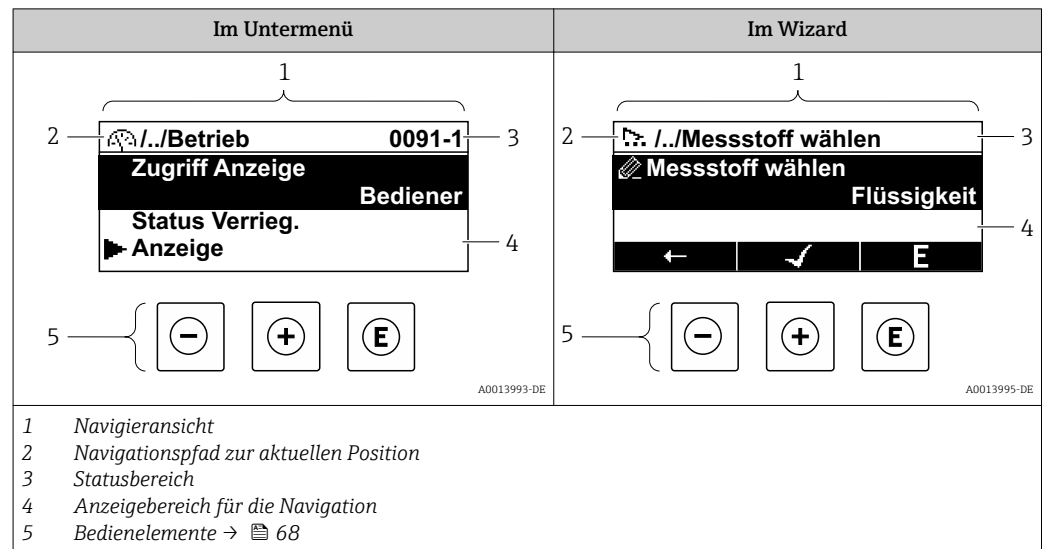 Im Untermenü
Im Wizard
1
2
/../Betrieb 0091-1
3
Zugriff Anzeige
Bediener
Status Verrieg.
Anzeige
4
5
- + E
A0013993-DE
1
2
/../Messstoff wählen
3
Messstoff wählen
Flüssigkeit
4
← ✓ E
5
- + E
A0013995-DE
1 Navigieransicht
2 Navigationspfad zur aktuellen Position
3 Statusbereich
4 Anzeigebereich für die Navigation
5 Bedienelemente → 68